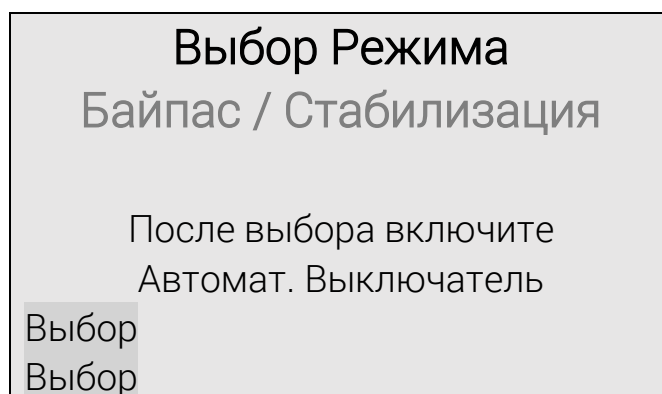 Выбор Режима
Байпас / Стабилизация
После выбора включите
Автомат. Выключатель
Выбор
Выбор